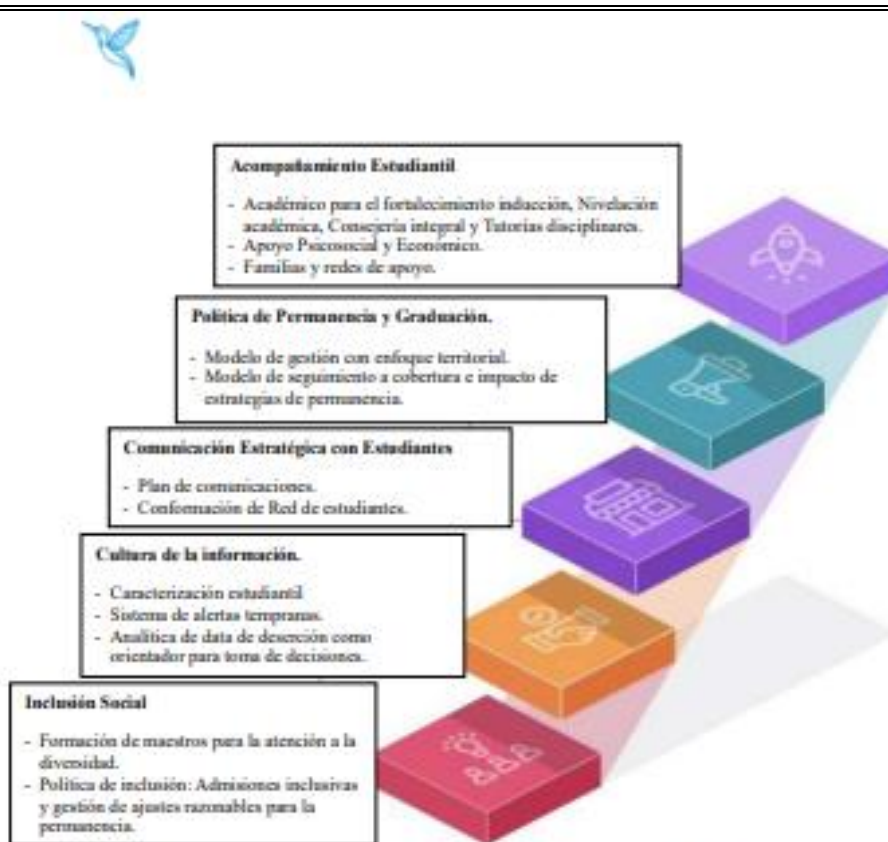 Acompañamiento Estudiantil
- Académico para el fortalecimiento inducción, Nivelación
académica, Consejería integral y Tutorías disciplinares.
- Apoyo Psicosocial y Económico.
- Familias y redes de apoyo.
Política de Permanencia y Graduación.
- Modelo de gestión con enfoque territorial.
- Modelo de seguimiento a cobertura e impacto de
estrategias de permanencia.
Comunicación Estratégica con Estudiantes
- Plan de comunicaciones.
- Conformación de Red de estudiantes.
Cultura de la información.
- Caracterización estudiantil
- Sistema de alertas tempranas.
- Analítica de data de deserción como
orientador para toma de decisiones.
Inclusión Social
- Formación de maestros para la atención a la
diversidad.
- Política de inclusión: Admisiones inclusivas
y gestión de ajustes razonables para la
permanencia.